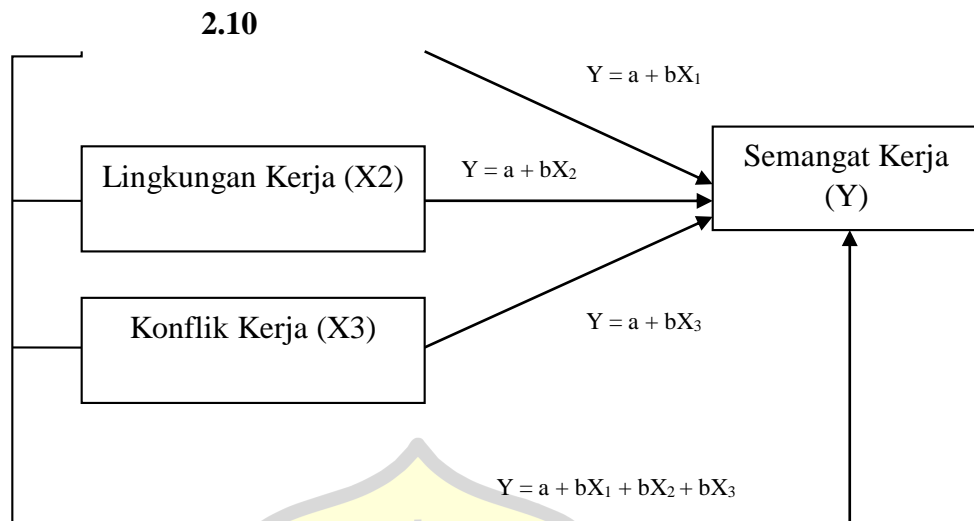 2.10
Y = a + bX₁
Semangat Kerja
(Y)
Lingkungan Kerja (X2)
Y = a + bX₂
Konflik Kerja (X3)
Y = a + bX₃
Y = a + bX₁ + bX₂ + bX₃